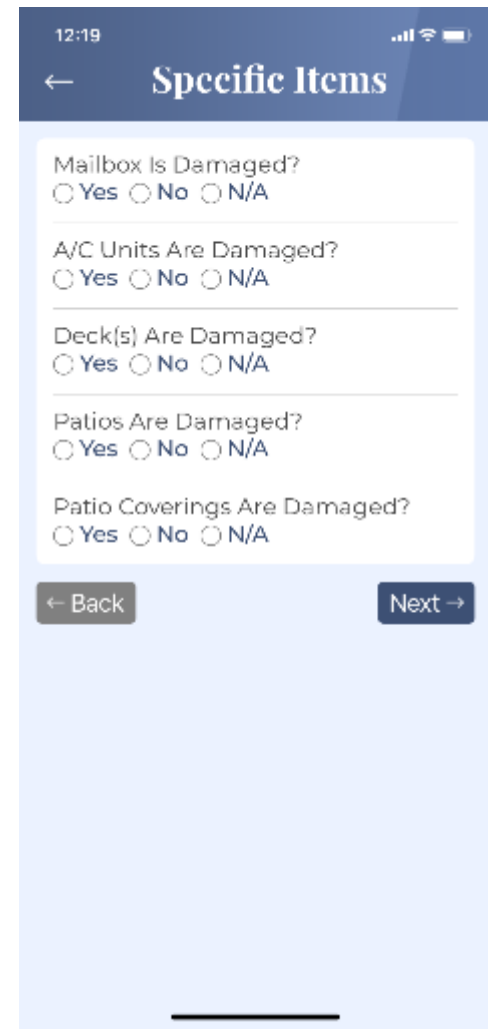 12:19
← Specific Items
Mailbox Is Damaged?
Yes No N/A
A/C Units Are Damaged?
Yes No N/A
Deck(s) Are Damaged?
Yes No N/A
Patios Are Damaged?
Yes No N/A
Patio Coverings Are Damaged?
Yes No N/A
← Back Next →